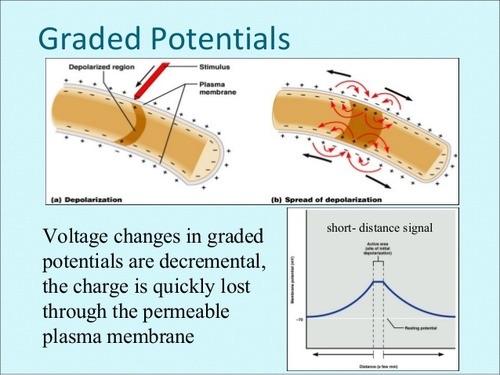 Graded Potentials
Depolarized region
Stimulus
Plasma
membrane
(a) Depolarization
(b) Spread of depolarization
Voltage changes in graded
potentials are decremental,
the charge is quickly lost
through the permeable
plasma membrane
short- distance signal
Active area
(site of initial
depolarization)
Membrane potential (mV)
–70
Resting potential
Distance (a few mm)